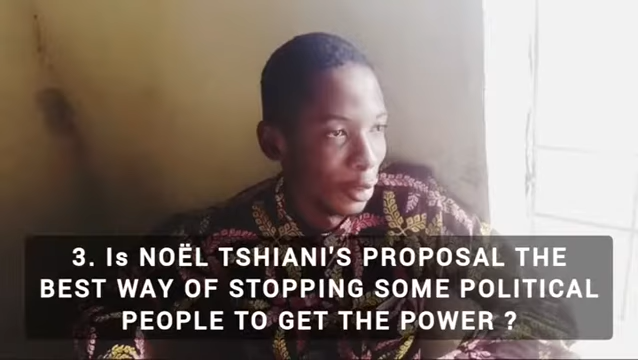 3. Is NOËL TSHIANI'S PROPOSAL THE
BEST WAY OF STOPPING SOME POLITICAL
PEOPLE TO GET THE POWER ?